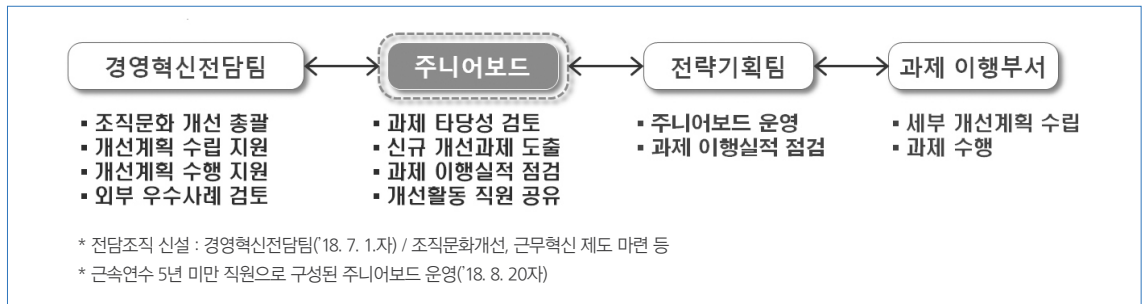 경영혁신전담팀
주니어보드
전략기획팀
과제 이행부서
▪ 조직문화 개선 총괄
▪ 개선계획 수립 지원
▪ 개선계획 수행 지원
▪ 외부 우수사례 검토
▪ 과제 타당성 검토
▪ 신규 개선과제 도출
▪ 과제 이행실적 점검
▪ 개선활동 직원 공유
▪ 주니어보드 운영
▪ 과제 이행실적 점검
▪ 세부 개선계획 수립
▪ 과제 수행
* 전담조직 신설 : 경영혁신전담팀('18. 7. 1.자) / 조직문화개선, 근무혁신 제도 마련 등
* 근속연수 5년 미만 직원으로 구성된 주니어보드 운영('18. 8. 20자)